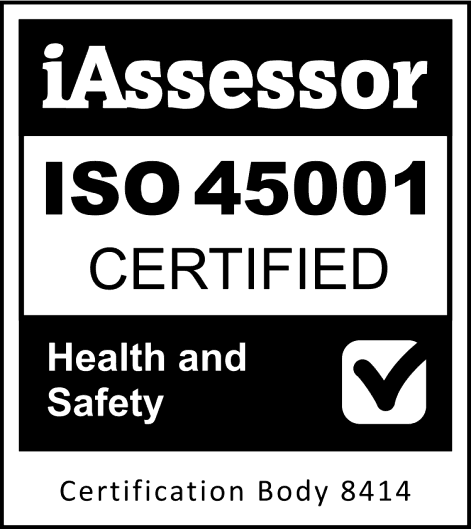 iAssessor
ISO 45001
CERTIFIED
Health and
Safety
Certification Body 8414